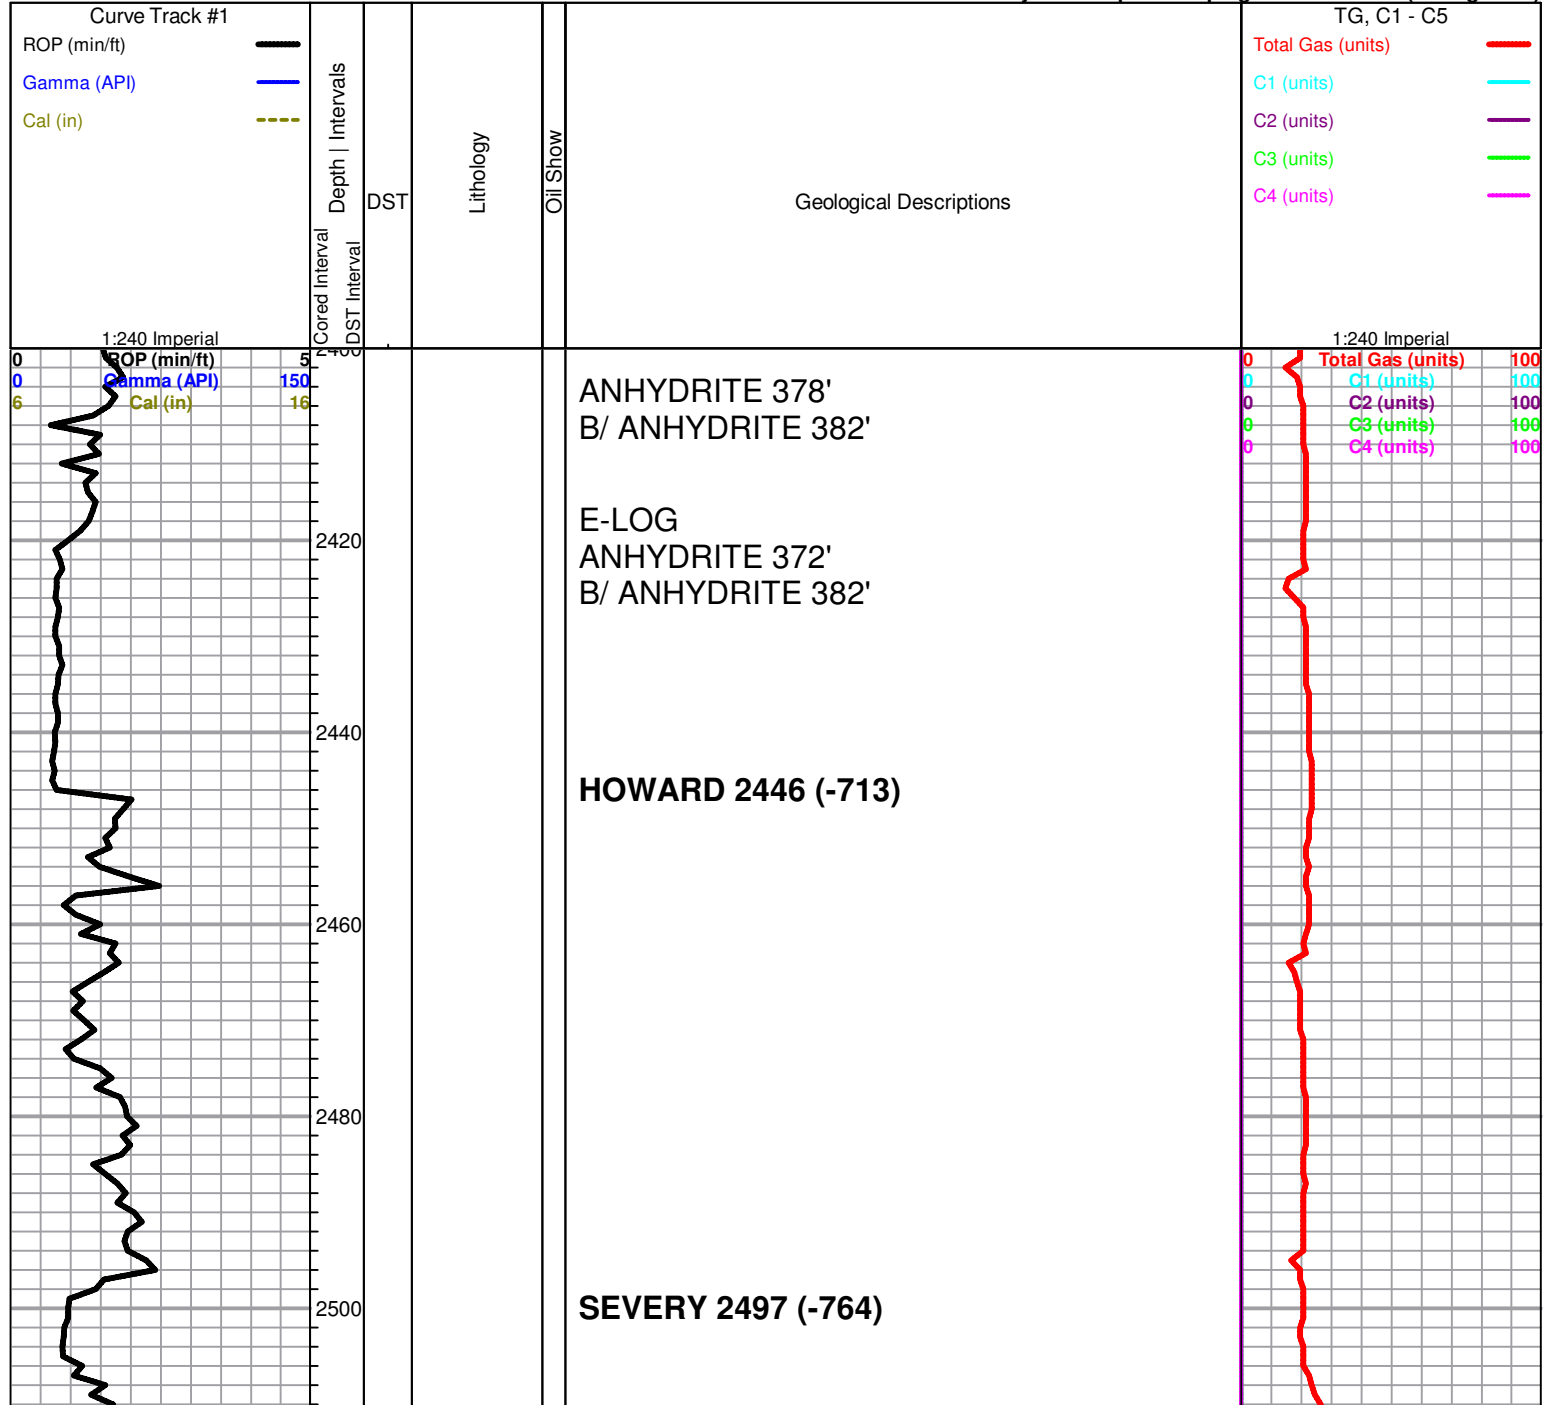 Curve Track #1
ROP (min/ft)
Gamma (API)
Cal (in)
1:240 Imperial
Depth | Intervals
Cored Interval
DST Interval
DST
Lithology
Oil Show
Geological Descriptions
TG, C1 - C5
Total Gas (units)
C1 (units)
C2 (units)
C3 (units)
C4 (units)
1:240 Imperial
0 ROP (min/ft) 5
0 Gamma (API) 150
6 Cal (in) 16
2400
0 Total Gas (units) 100
0 C1 (units) 100
0 C2 (units) 100
0 C3 (units) 100
0 C4 (units) 100
ANHYDRITE 378'
B/ ANHYDRITE 382'
E-LOG
2420
ANHYDRITE 372'
B/ ANHYDRITE 382'
2440
HOWARD 2446 (-713)
2460
2480
2500
SEVERY 2497 (-764)